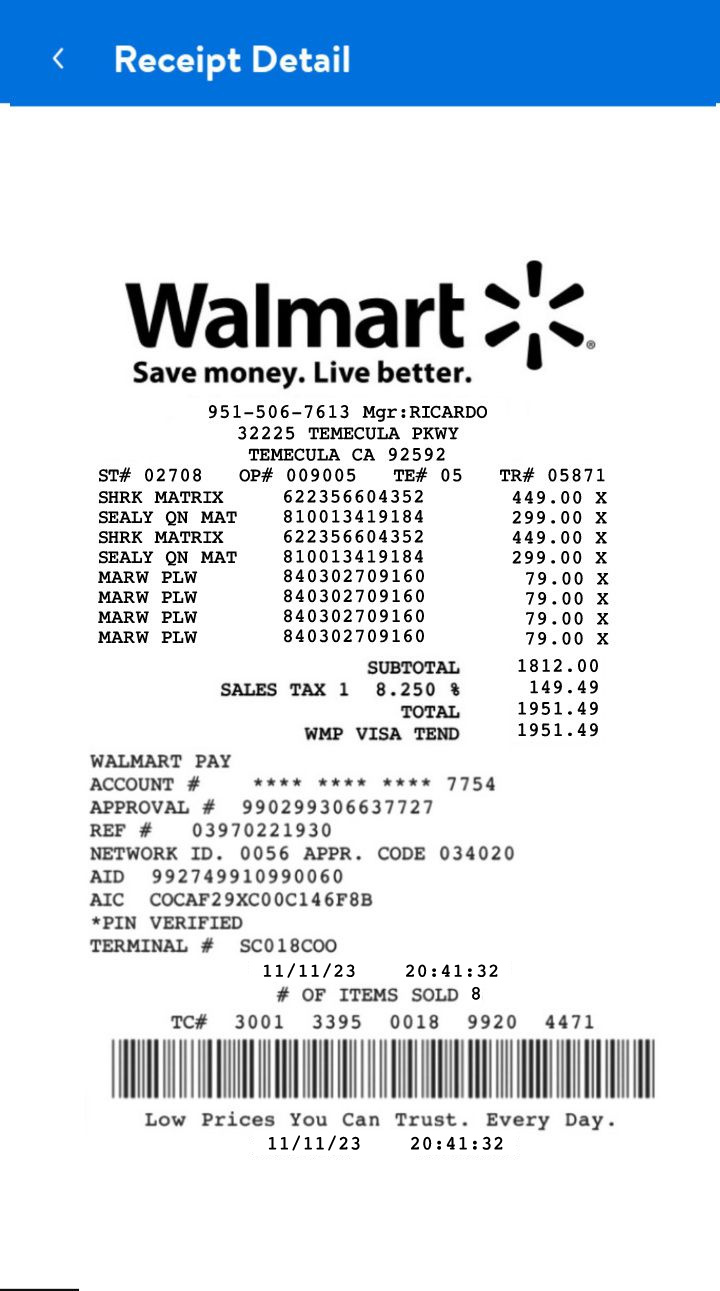 Receipt Detail
Walmart
Save money. Live better.
951-506-7613 Mgr:RICARDO
32225 TEMECULA PKWY
TEMECULA CA 92592
ST# 02708 OP# 009005 TE# 05 TR# 05871
SHRK MATRIX 622356604352 449.00 X
SEALY QN MAT 810013419184 299.00 X
SHRK MATRIX 622356604352 449.00 X
SEALY QN MAT 810013419184 299.00 X
MARW PLW 840302709160 79.00 X
MARW PLW 840302709160 79.00 X
MARW PLW 840302709160 79.00 X
MARW PLW 840302709160 79.00 X
SUBTOTAL 1812.00
SALES TAX 1 8.250 % 149.49
TOTAL 1951.49
WMP VISA TEND 1951.49
WALMART PAY
ACCOUNT # **** **** **** 7754
APPROVAL # 990299306637727
REF # 03970221930
NETWORK ID. 0056 APPR. CODE 034020
AID 992749910990060
AIC COCAF29XC00C146F8B
*PIN VERIFIED
TERMINAL # SC018COO
11/11/23 20:41:32
# OF ITEMS SOLD 8
TC# 3001 3395 0018 9920 4471
Low Prices You Can Trust. Every Day.
11/11/23 20:41:32